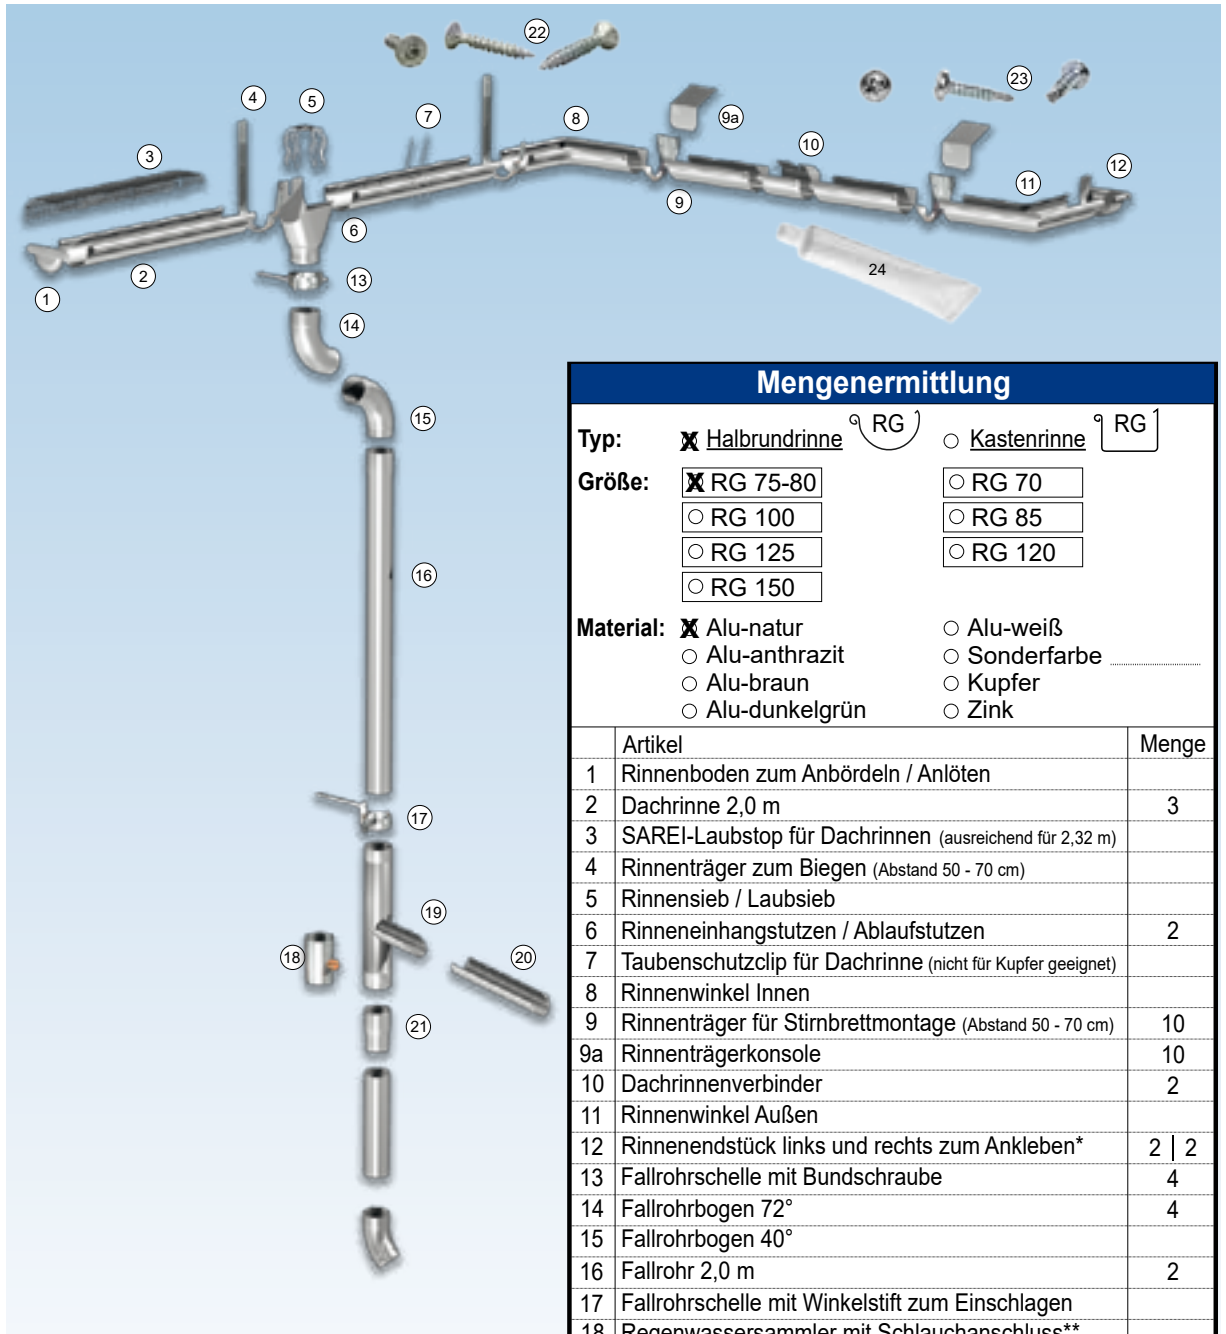 22
4
5
7
8
9a
23
3
10
12
11
9
6
2
1
13
24
14
15
16
17
19
18
20
21
Mengenermittlung
Typ: X Halbrundrinne RG ○ Kastenrinne RG
Größe: X RG 75-80 ○ RG 70
○ RG 100 ○ RG 85
○ RG 125 ○ RG 120
○ RG 150
Material: X Alu-natur ○ Alu-weiß
○ Alu-anthrazit ○ Sonderfarbe
○ Alu-braun ○ Kupfer
○ Alu-dunkelgrün ○ Zink
Artikel Menge
1 Rinnenboden zum Anbördeln / Anlöten
2 Dachrinne 2,0 m 3
3 SAREI-Laubstop für Dachrinnen (ausreichend für 2,32 m)
4 Rinnenträger zum Biegen (Abstand 50 - 70 cm)
5 Rinnensieb / Laubsieb
6 Rinneneinhangstutzen / Ablaufstutzen 2
7 Taubenschutzclip für Dachrinne (nicht für Kupfer geeignet)
8 Rinnenwinkel Innen
9 Rinnenträger für Stirnbrettmontage (Abstand 50 - 70 cm) 10
9a Rinnenträgerkonsole 10
10 Dachrinnenverbinder 2
11 Rinnenwinkel Außen
12 Rinnenendstück links und rechts zum Ankleben* 2 | 2
13 Fallrohrschelle mit Bundschraube 4
14 Fallrohrbogen 72° 4
15 Fallrohrbogen 40°
16 Fallrohr 2,0 m 2
17 Fallrohrschelle mit Winkelstift zum Einschlagen
18 Regenwassersammler mit Schlauchanschluss**